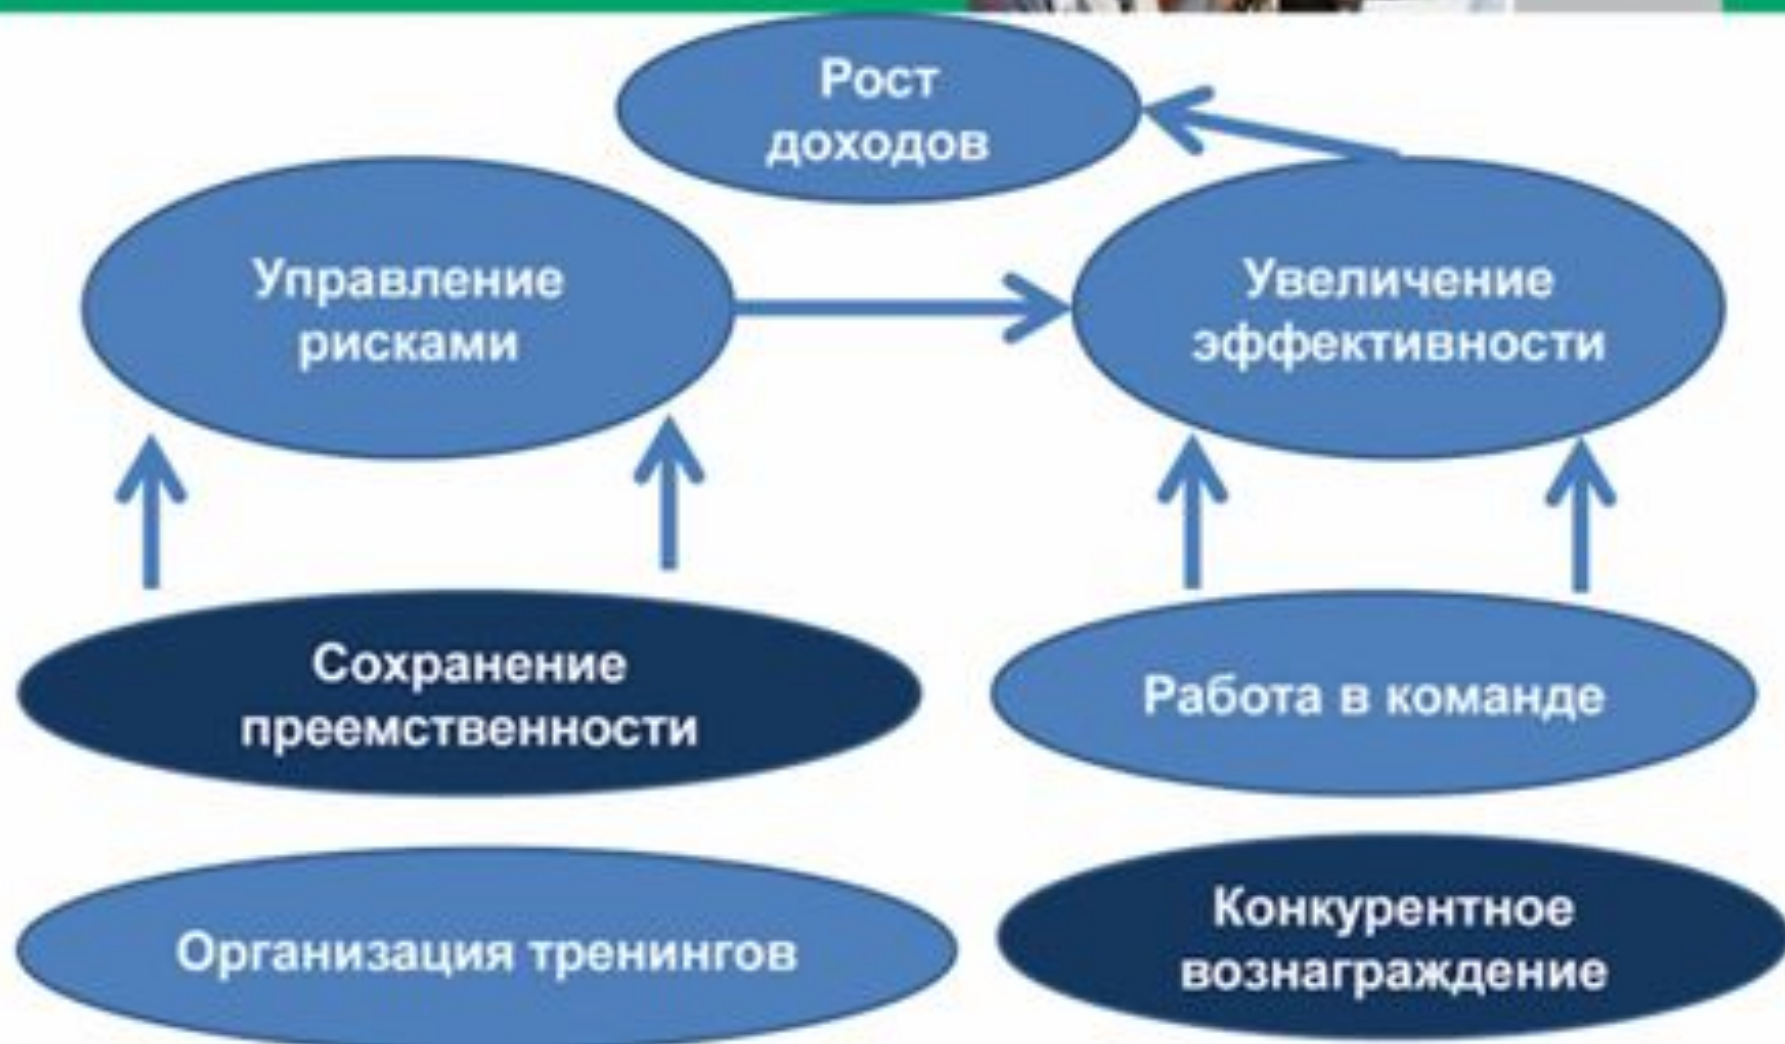 Рост
доходов
Управление
рисками
Увеличение
эффективности
Сохранение
преемственности
Работа в команде
Организация тренингов
Конкурентное
вознаграждение